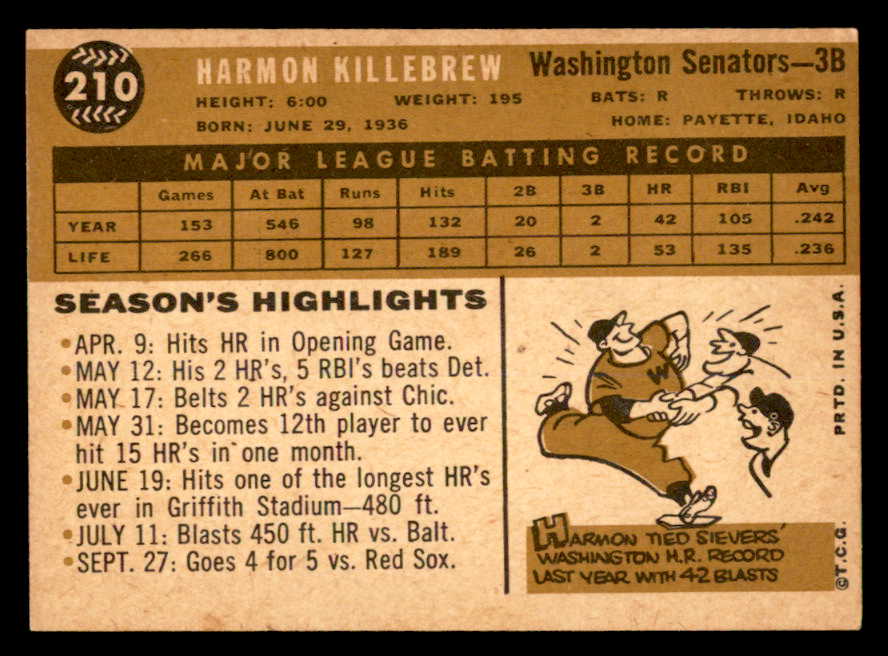 210
HARMON KILLEBREW Washington Senators—3B
HEIGHT: 6:00 WEIGHT: 195 BATS: R THROWS: R
BORN: JUNE 29, 1936 HOME: PAYETTE, IDAHO
MAJOR LEAGUE BATTING RECORD
Games At Bat Runs Hits 2B 3B HR RBI Avg
YEAR 153 546 98 132 20 2 42 105 .242
LIFE 266 800 127 189 26 2 53 135 .236
SEASON'S HIGHLIGHTS
•APR. 9: Hits HR in Opening Game.
•MAY 12: His 2 HR's, 5 RBI's beats Det.
•MAY 17: Belts 2 HR's against Chic.
•MAY 31: Becomes 12th player to ever
hit 15 HR's in one month.
•JUNE 19: Hits one of the longest HR's
ever in Griffith Stadium—480 ft.
•JULY 11: Blasts 450 ft. HR vs. Balt.
•SEPT. 27: Goes 4 for 5 vs. Red Sox.
W
HARMON TIED SIEVERS'
WASHINGTON H.R. RECORD
LAST YEAR WITH 42 BLASTS
©T.C.G. PRTD. IN U.S.A.